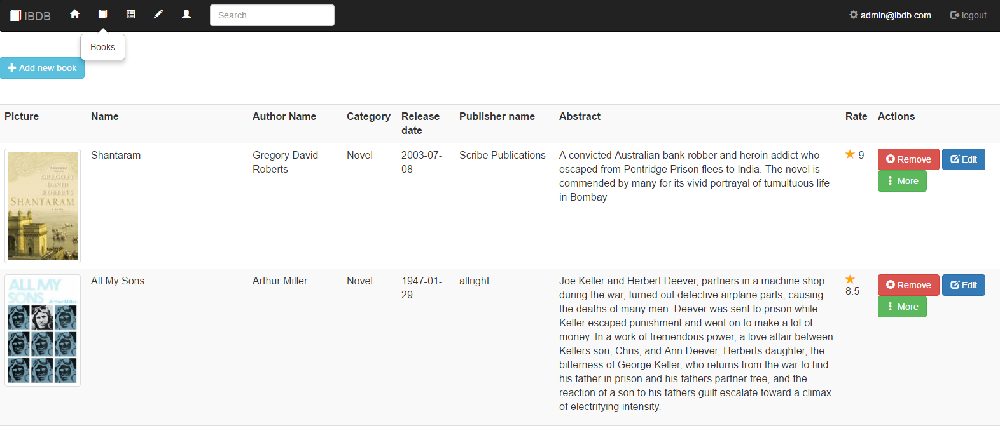 IBDB Search admin@ibdb.com logout
Books
Add new book
Picture Name Author Name Category Release date Publisher name Abstract Rate Actions
A novel
GREGORY
DAVID
ROBERTS
SHANTARAM
Shantaram
Gregory David
Roberts
Novel
2003-07-
08
Scribe Publications
A convicted Australian bank robber and heroin addict who
escaped from Pentridge Prison flees to India. The novel is
commended by many for its vivid portrayal of tumultuous life
in Bombay
9
Remove Edit
More
ALL MY
SONS
Arthur Miller
All My Sons
Arthur Miller
Novel
1947-01-
29
allright
Joe Keller and Herbert Deever, partners in a machine shop
during the war, turned out defective airplane parts, causing
the deaths of many men. Deever was sent to prison while
Keller escaped punishment and went on to make a lot of
money. In a work of tremendous power, a love affair between
Kellers son, Chris, and Ann Deever, Herberts daughter, the
bitterness of George Keller, who returns from the war to find
his father in prison and his fathers partner free, and the
reaction of a son to his fathers guilt escalate toward a climax
of electrifying intensity.
8.5
Remove Edit
More